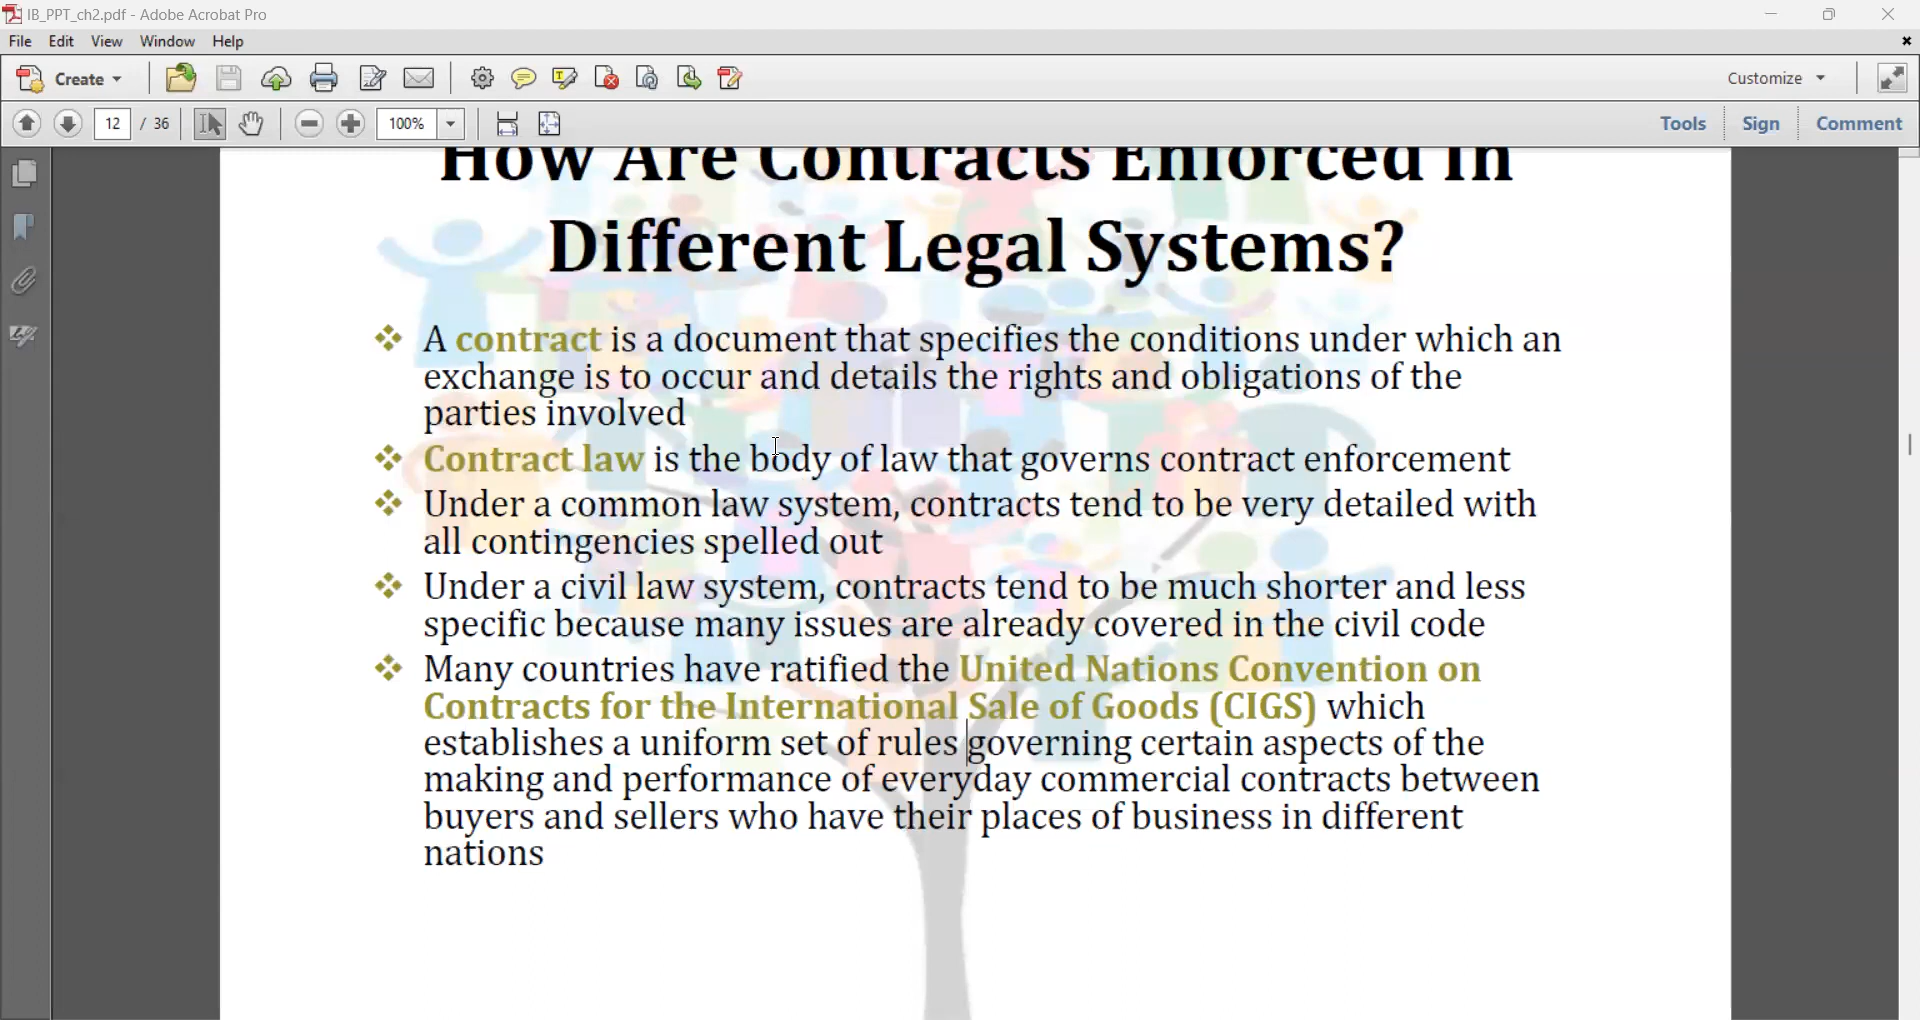 IB_PPT_ch2.pdf - Adobe Acrobat Pro
File Edit View Window Help
Create
Customize
12 / 36 100% Tools Sign Comment
How Are Contracts Enforced In
Different Legal Systems?
A contract is a document that specifies the conditions under which an
exchange is to occur and details the rights and obligations of the
parties involved
Contract law is the body of law that governs contract enforcement
Under a common law system, contracts tend to be very detailed with
all contingencies spelled out
Under a civil law system, contracts tend to be much shorter and less
specific because many issues are already covered in the civil code
Many countries have ratified the United Nations Convention on
Contracts for the International Sale of Goods (CIGS) which
establishes a uniform set of rules governing certain aspects of the
making and performance of everyday commercial contracts between
buyers and sellers who have their places of business in different
nations